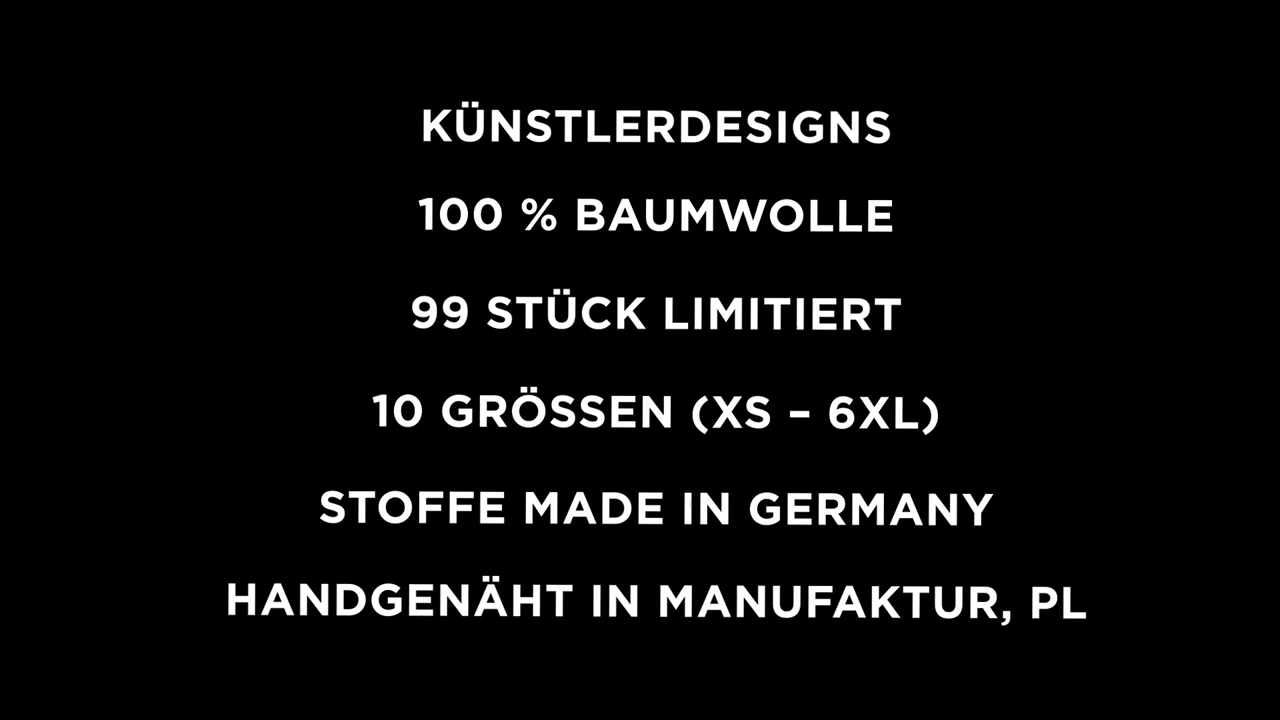 KÜNSTLERDESIGNS
100 % BAUMWOLLE
99 STÜCK LIMITIERT
10 GRÖSSEN (XS – 6XL)
STOFFE MADE IN GERMANY
HANDGENÄHT IN MANUFAKTUR, PL